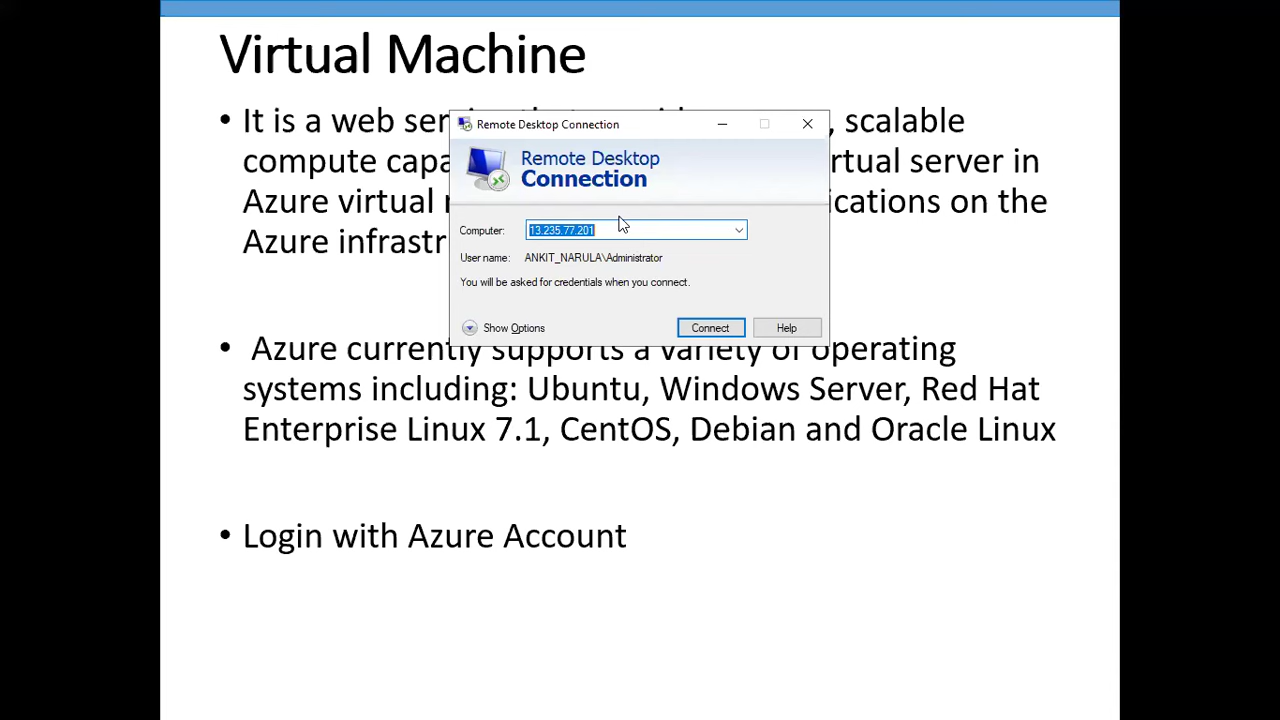 Virtual Machine
• It is a web ser
, scalable
compute capa
rtual server in
Azure virtual
ications on the
Azure infrastr
Remote Desktop Connection
Remote Desktop
Connection
Computer: 13.235.77.201
User name: ANKIT_NARULA\Administrator
You will be asked for credentials when you connect.
Show Options
Connect
Help
• Azure currently supports a variety of operating
systems including: Ubuntu, Windows Server, Red Hat
Enterprise Linux 7.1, CentOS, Debian and Oracle Linux
• Login with Azure Account